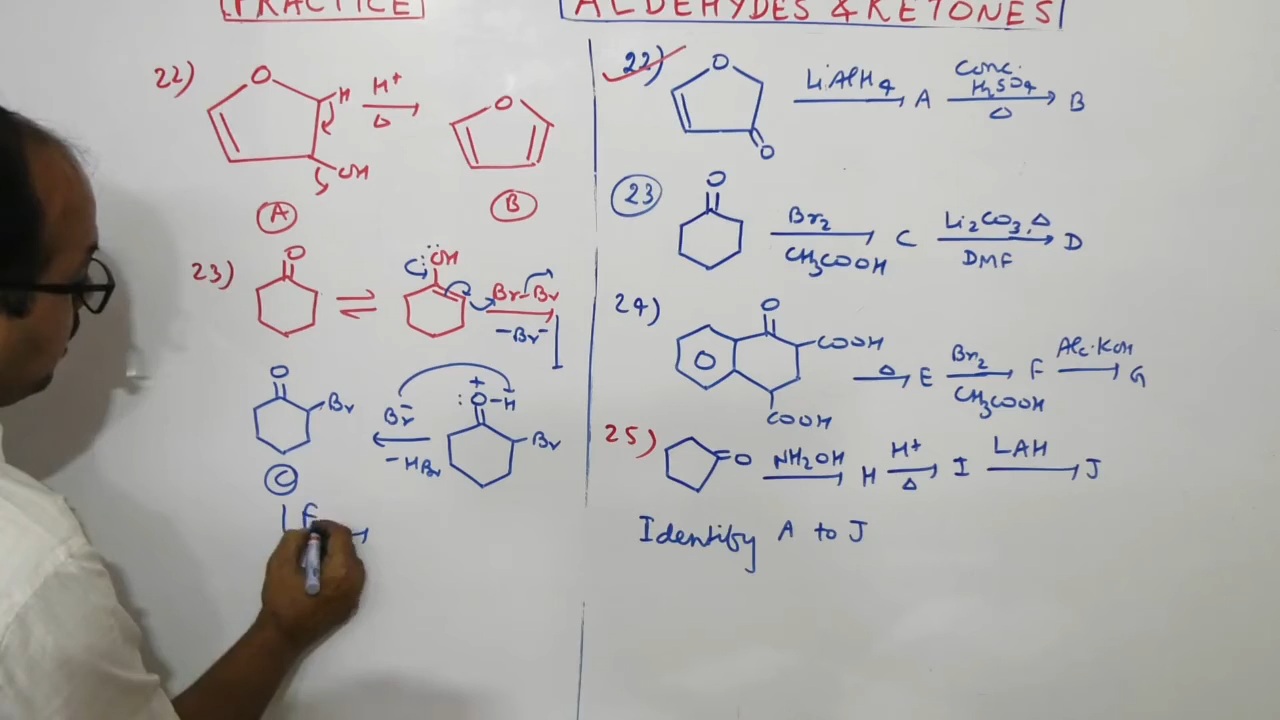 PRACTICE
ALDEHYDES & KETONES
22)
O
H
OH
H+
Δ
O
A
B
23)
O
:OH
Br-Br
-Br-
O
Br
C
Br-
-HBr
+
:O-H
Br
E
22)
O
O
LiAlH4
A
Conc.
H2SO4
Δ
B
23
O
Br2
CH3COOH
C
Li2CO3, Δ
DMF
D
24)
O
COOH
COOH
Δ
E
Br2
CH3COOH
F
Alc. KOH
G
25)
O
NH2OH
H
H+
Δ
I
LAH
J
Identify A to J